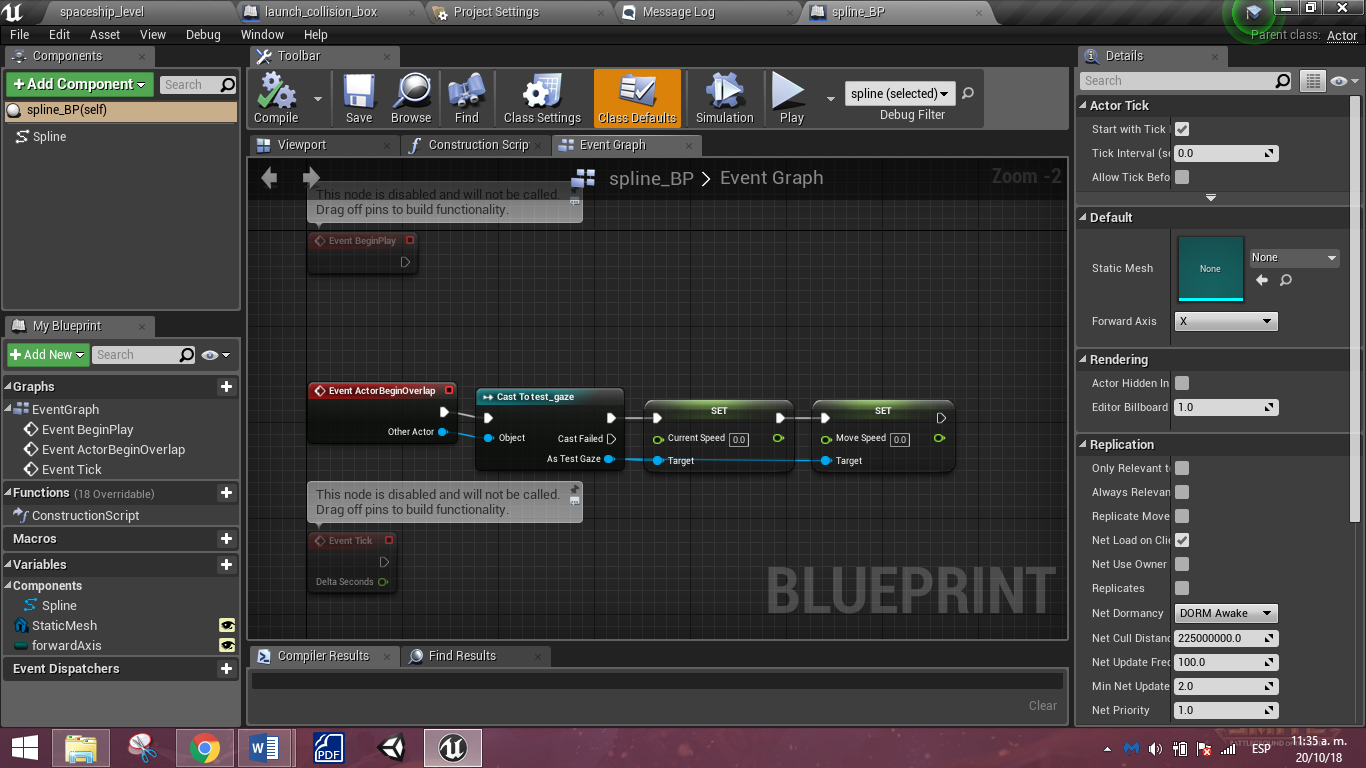 spaceship_level
launch_collision_box
Project Settings
Message Log
spline_BP
File Edit Asset View Debug Window Help
Parent class: Actor
Components
Add Component
Search
spline_BP(self)
Spline
My Blueprint
Add New
Search
Graphs
EventGraph
Event BeginPlay
Event ActorBeginOverlap
Event Tick
Functions (18 Overridable)
ConstructionScript
Macros
Variables
Components
Spline
StaticMesh
forwardAxis
Event Dispatchers
Toolbar
Compile
Save
Browse
Find
Class Settings
Class Defaults
Simulation
Play
spline (selected)
Debug Filter
Viewport
Construction Scrip
Event Graph
spline_BP > Event Graph
Zoom -2
This node is disabled and will not be called.
Drag off pins to build functionality.
Event BeginPlay
Event ActorBeginOverlap
Other Actor
Cast To test_gaze
Object
Cast Failed
As Test Gaze
SET
Current Speed 0.0
Target
SET
Move Speed 0.0
Target
This node is disabled and will not be called.
Drag off pins to build functionality.
Event Tick
Delta Seconds
BLUEPRINT
Compiler Results
Find Results
Clear
Details
Search
Actor Tick
Start with Tick
Tick Interval (se 0.0
Allow Tick Befo
Default
Static Mesh
None
None
Forward Axis X
Rendering
Actor Hidden In
Editor Billboard 1.0
Replication
Only Relevant t
Always Relevan
Replicate Move
Net Load on Clie
Net Use Owner
Replicates
Net Dormancy DORM Awake
Net Cull Distanc 225000000.0
Net Update Fred 100.0
Min Net Update 2.0
Net Priority 1.0
PDF
ESP
11:35 a. m.
20/10/18